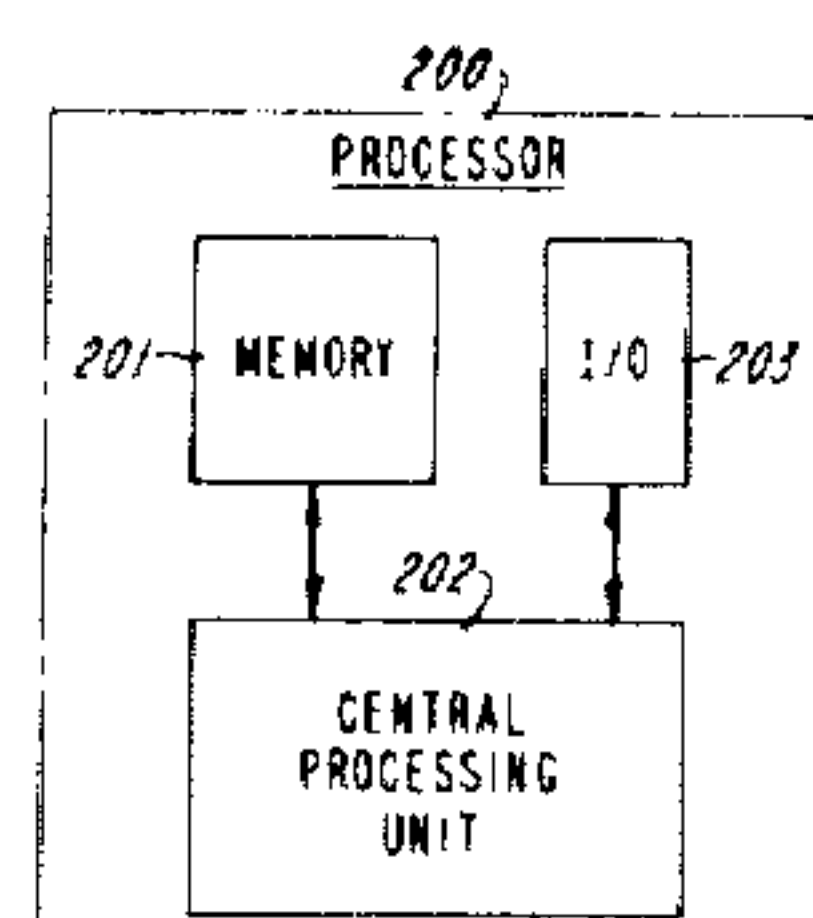 200
PROCESSOR
201 MEMORY
I/O 203
202
CENTRAL
PROCESSING
UNIT